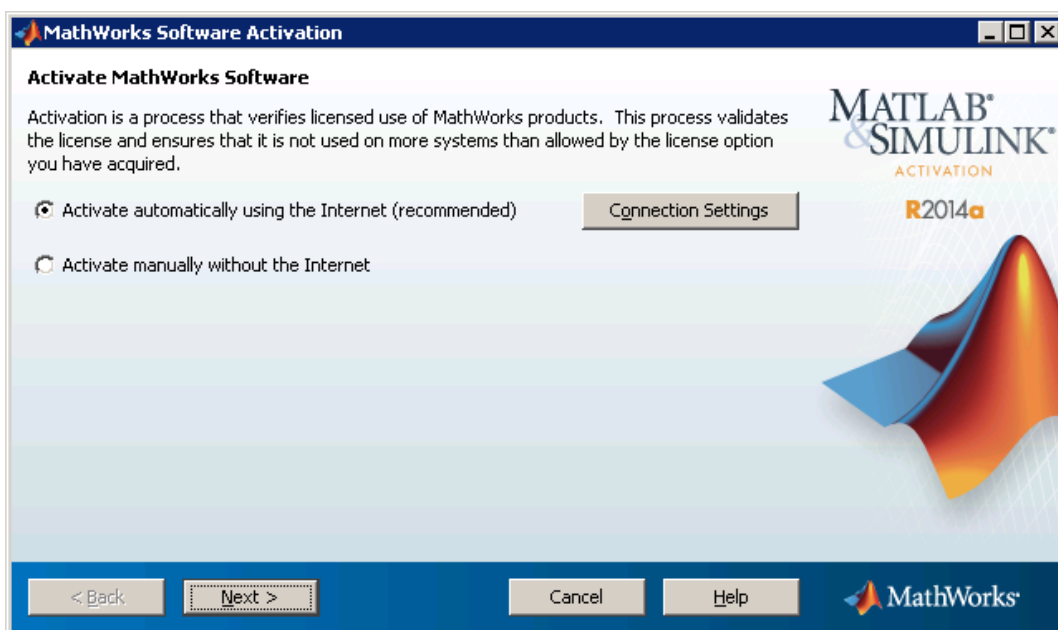 MathWorks Software Activation
Activate MathWorks Software
Activation is a process that verifies licensed use of MathWorks products. This process validates
the license and ensures that it is not used on more systems than allowed by the license option
you have acquired.
Activate automatically using the Internet (recommended)
Connection Settings
Activate manually without the Internet
MATLAB®
&SIMULINK®
ACTIVATION
R2014a
< Back
Next >
Cancel
Help
MathWorks®